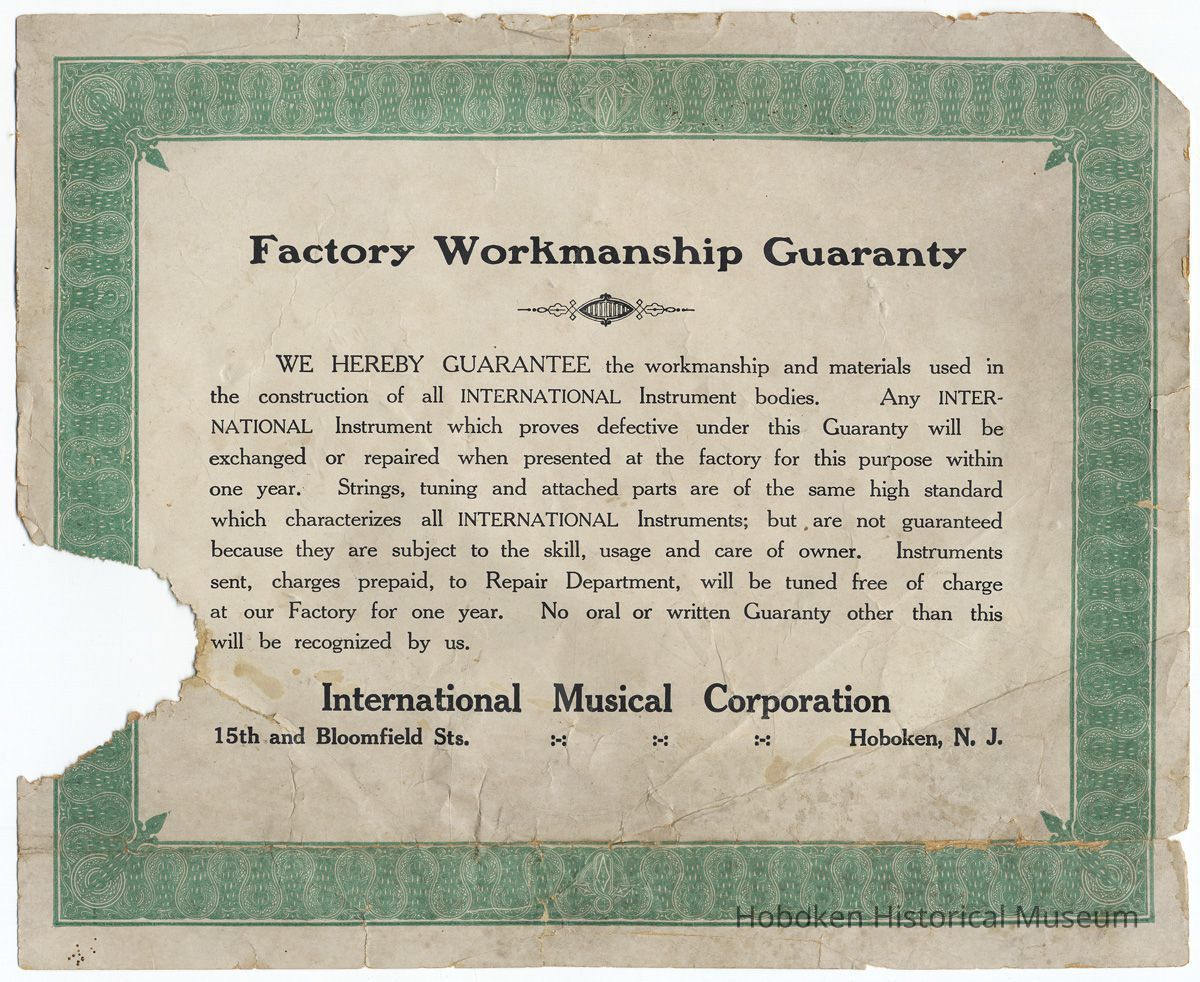 Factory Workmanship Guaranty
WE HEREBY GUARANTEE the workmanship and materials used in
the construction of all INTERNATIONAL Instrument bodies. Any INTER-
NATIONAL Instrument which proves defective under this Guaranty will be
exchanged or repaired when presented at the factory for this purpose within
one year. Strings, tuning and attached parts are of the same high standard
which characterizes all INTERNATIONAL Instruments; but are not guaranteed
because they are subject to the skill, usage and care of owner. Instruments
sent, charges prepaid, to Repair Department, will be tuned free of charge
at our Factory for one year. No oral or written Guaranty other than this
will be recognized by us.
International Musical Corporation
15th and Bloomfield Sts. :-: :-: :-: Hoboken, N. J.
Hoboken Historical Museum